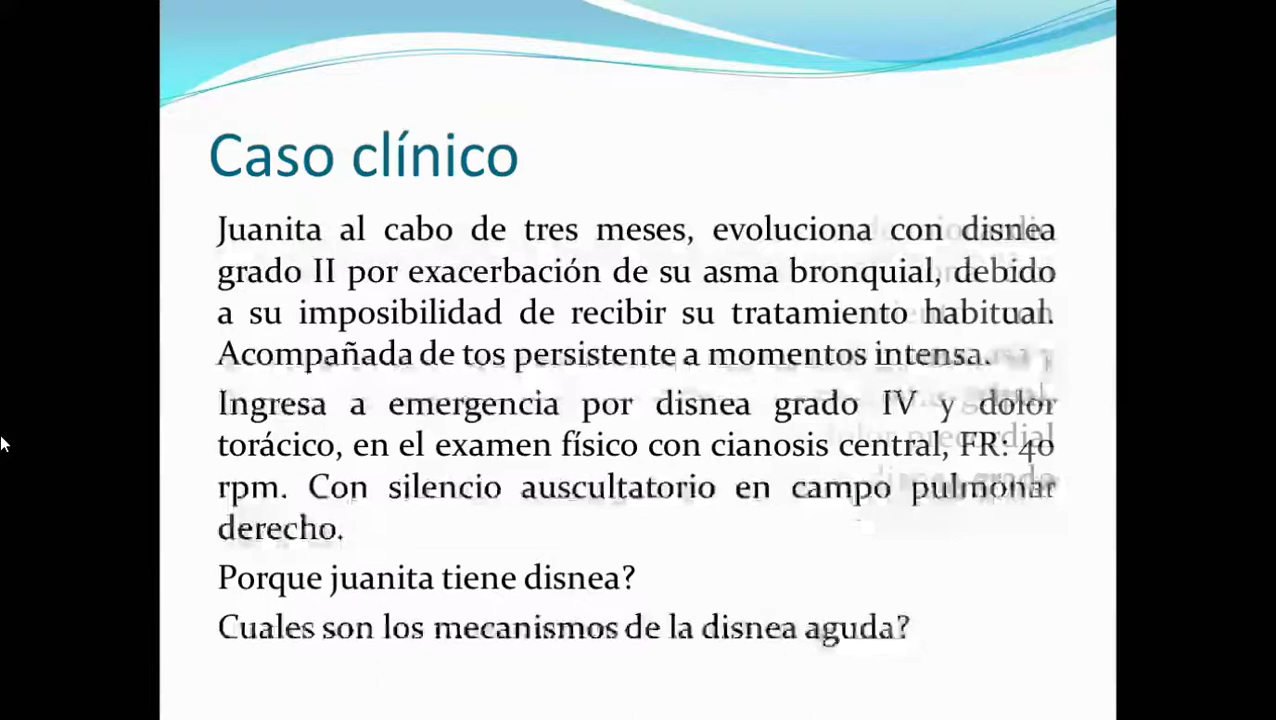 Caso clínico
Juanita al cabo de tres meses, evoluciona con disnea
grado II por exacerbación de su asma bronquial, debido
a su imposibilidad de recibir su tratamiento habitual.
Acompañada de tos persistente a momentos intensa.
Ingresa a emergencia por disnea grado IV y dolor
torácico, en el examen físico con cianosis central, FR: 40
rpm. Con silencio auscultatorio en campo pulmonar
derecho.
Porque juanita tiene disnea?
Cuales son los mecanismos de la disnea aguda?